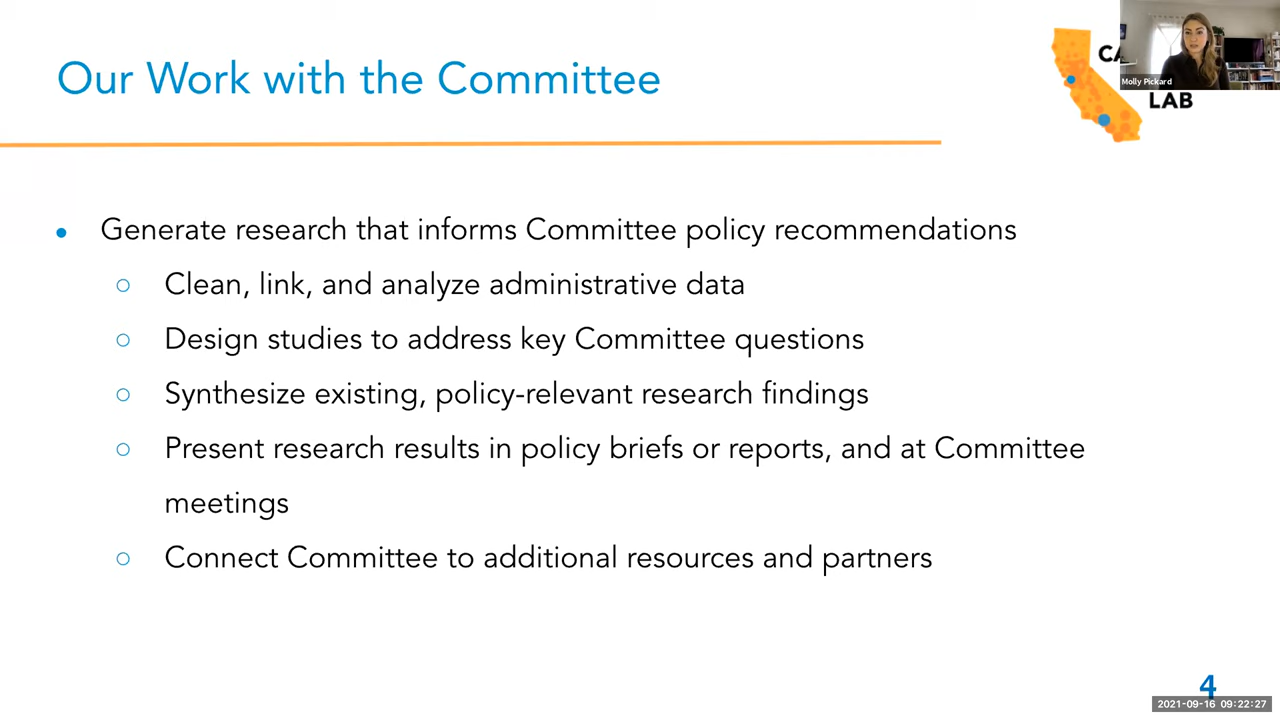 Our Work with the Committee
CA
LAB
Molly Pickard
• Generate research that informs Committee policy recommendations
○ Clean, link, and analyze administrative data
○ Design studies to address key Committee questions
○ Synthesize existing, policy-relevant research findings
○ Present research results in policy briefs or reports, and at Committee
meetings
○ Connect Committee to additional resources and partners
4
2021-09-16 09:22:27